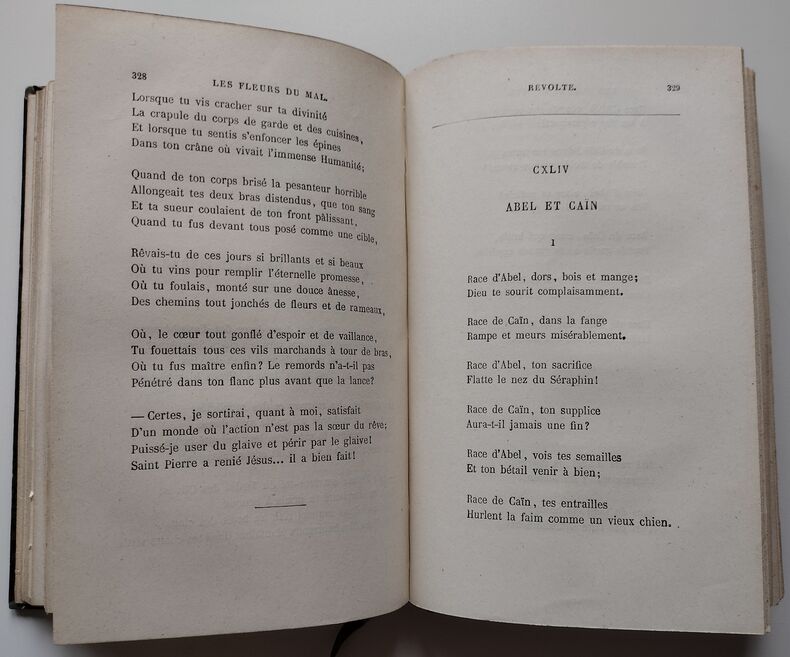 328
LES FLEURS DU MAL.
Lorsque tu vis cracher sur ta divinité
La crapule du corps de garde et des cuisines,
Et lorsque tu sentis s'enfoncer les épines
Dans ton crâne où vivait l'immense Humanité;
Quand de ton corps brisé la pesanteur horrible
Allongeait tes deux bras distendus, que ton sang
Et ta sueur coulaient de ton front pâlissant,
Quand tu fus devant tous posé comme une cible,
Rêvais-tu de ces jours si brillants et si beaux
Où tu vins pour remplir l'éternelle promesse,
Où tu foulais, monté sur une douce ânesse,
Des chemins tout jonchés de fleurs et de rameaux,
Où, le cœur tout gonflé d'espoir et de vaillance,
Tu fouettais tous ces vils marchands à tour de bras,
Où tu fus maître enfin? Le remords n'a-t-il pas
Pénétré dans ton flanc plus avant que la lance?
— Certes, je sortirai, quant à moi, satisfait
D'un monde où l'action n'est pas la sœur du rêve;
Puissé-je user du glaive et périr par le glaive!
Saint Pierre a renié Jésus... il a bien fait!
RÉVOLTE.
329
CXLIV
ABEL ET CAÏN
I
Race d'Abel, dors, bois et mange;
Dieu te sourit complaisamment.
Race de Caïn, dans la fange
Rampe et meurs misérablement.
Race d'Abel, ton sacrifice
Flatte le nez du Séraphin!
Race de Caïn, ton supplice
Aura-t-il jamais une fin?
Race d'Abel, vois tes semailles
Et ton bétail venir à bien;
Race de Caïn, tes entrailles
Hurlent la faim comme un vieux chien.